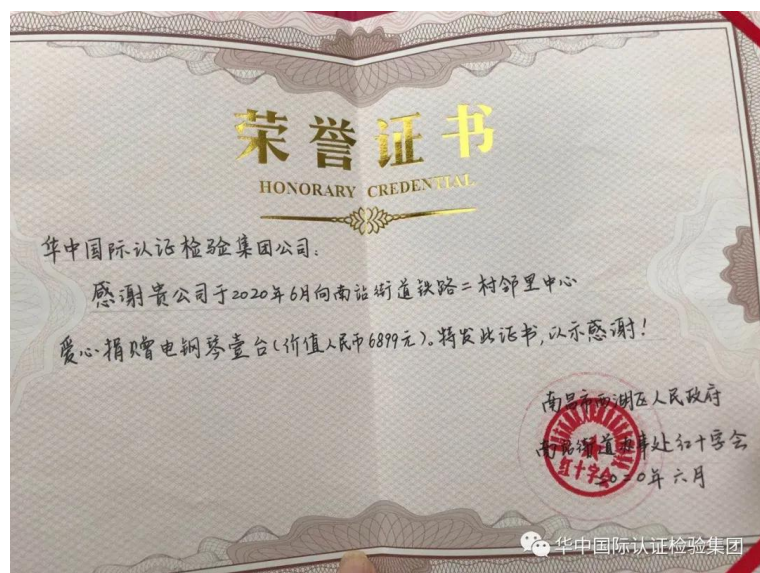 荣誉证书
HONORARY CREDENTIAL
华中国际认证检验集团公司:
感谢贵公司于2020年6月向南站街道铁路二村邻里中心
爱心捐赠电钢琴壹台(价值人民币6899元)。特发此证书,以示感谢!
南昌市西湖区人民政府
南站街道办事处红十字会
红十字会
二〇二〇年六月
华中国际认证检验集团